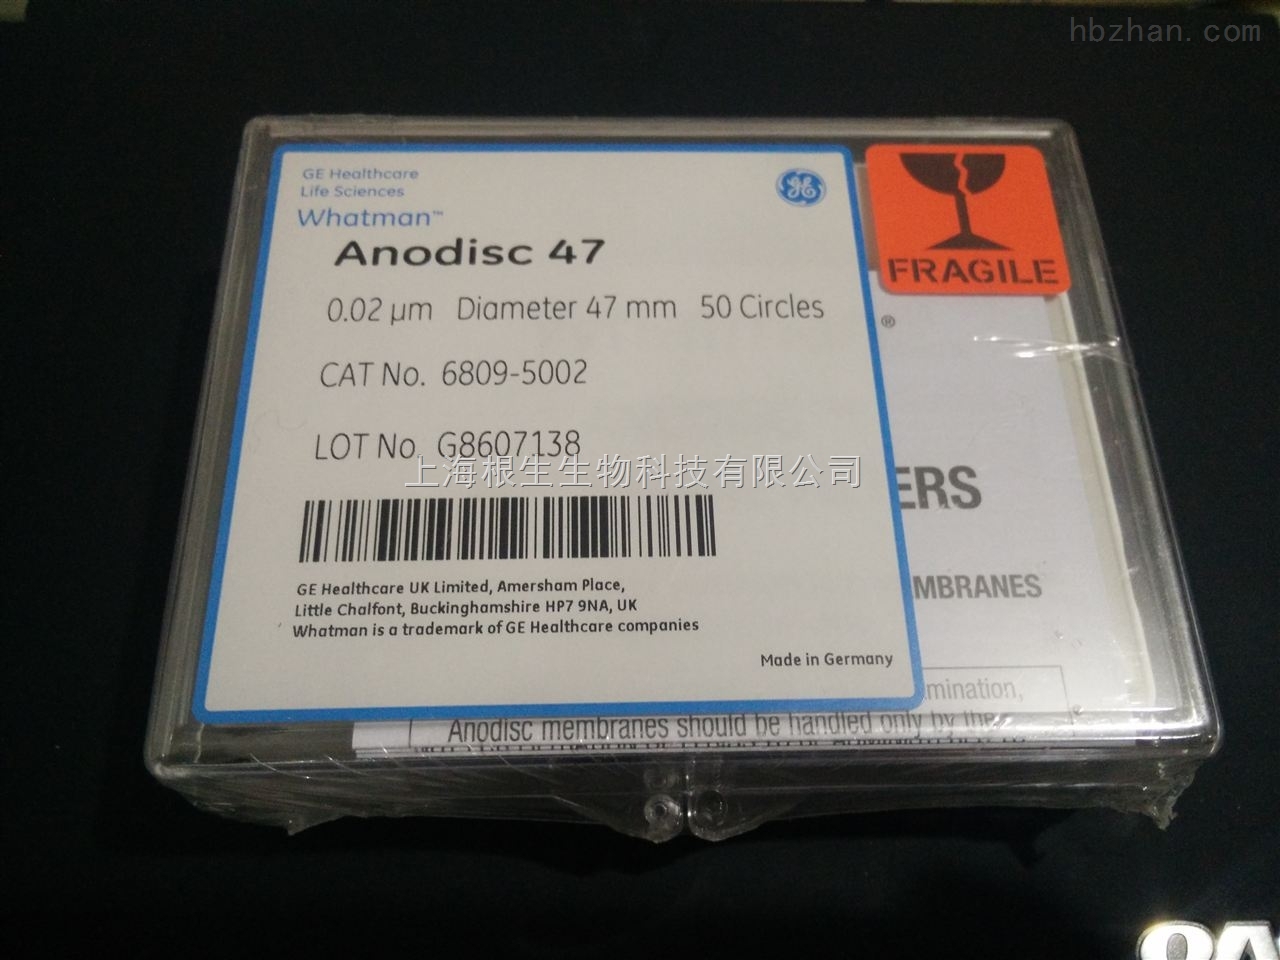 hbzhan.com
GE Healthcare
Life Sciences
Whatman™
Anodisc 47
0.02 µm Diameter 47 mm 50 Circles
CAT No. 6809-5002
LOT No. G8607138
上海根生生物科技有限公司
GE Healthcare UK Limited, Amersham Place,
Little Chalfont, Buckinghamshire HP7 9NA, UK
Whatman is a trademark of GE Healthcare companies
Made in Germany
FRAGILE
®
ERS
MBRANES
mination,
Anodisc membranes should be handled only by the